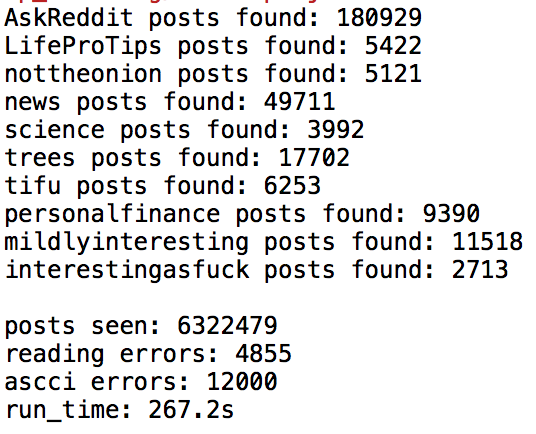 AskReddit posts found: 180929
LifeProTips posts found: 5422
nottheonion posts found: 5121
news posts found: 49711
science posts found: 3992
trees posts found: 17702
tifu posts found: 6253
personalfinance posts found: 9390
mildlyinteresting posts found: 11518
interestingasfuck posts found: 2713
posts seen: 6322479
reading errors: 4855
ascci errors: 12000
run_time: 267.2s